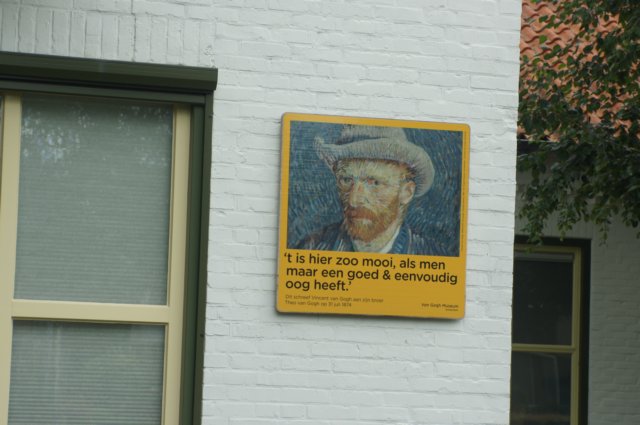 ‘t is hier zoo mooi, als men
maar een goed & eenvoudig
oog heeft.’
Dit schreef Vincent van Gogh aan zijn broer
Theo van Gogh op 31 juli 1874
Van Gogh Museum